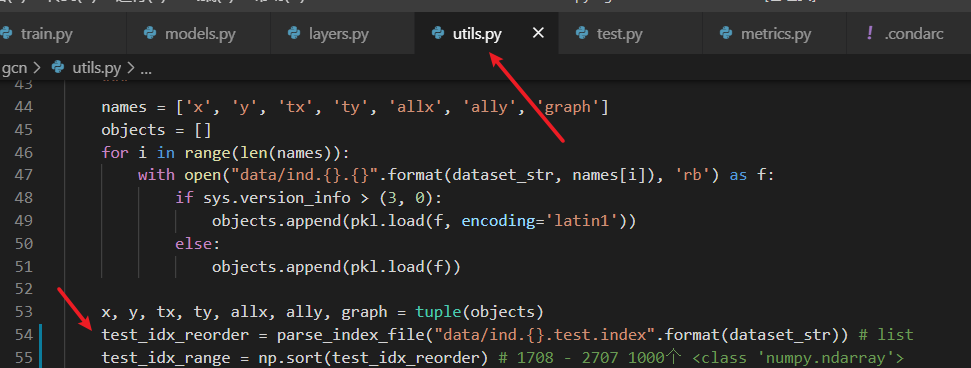 train.py models.py layers.py utils.py × test.py metrics.py ! .condarc
gcn > utils.py > ...
43 """
44 names = ['x', 'y', 'tx', 'ty', 'allx', 'ally', 'graph']
45 objects = []
46 for i in range(len(names)):
47 with open("data/ind.{}.{}".format(dataset_str, names[i]), 'rb') as f:
48 if sys.version_info > (3, 0):
49 objects.append(pkl.load(f, encoding='latin1'))
50 else:
51 objects.append(pkl.load(f))
52
53 x, y, tx, ty, allx, ally, graph = tuple(objects)
54 test_idx_reorder = parse_index_file("data/ind.{}.test.index".format(dataset_str)) # list
55 test_idx_range = np.sort(test_idx_reorder) # 1708 - 2707 1000个 <class 'numpy.ndarray'>